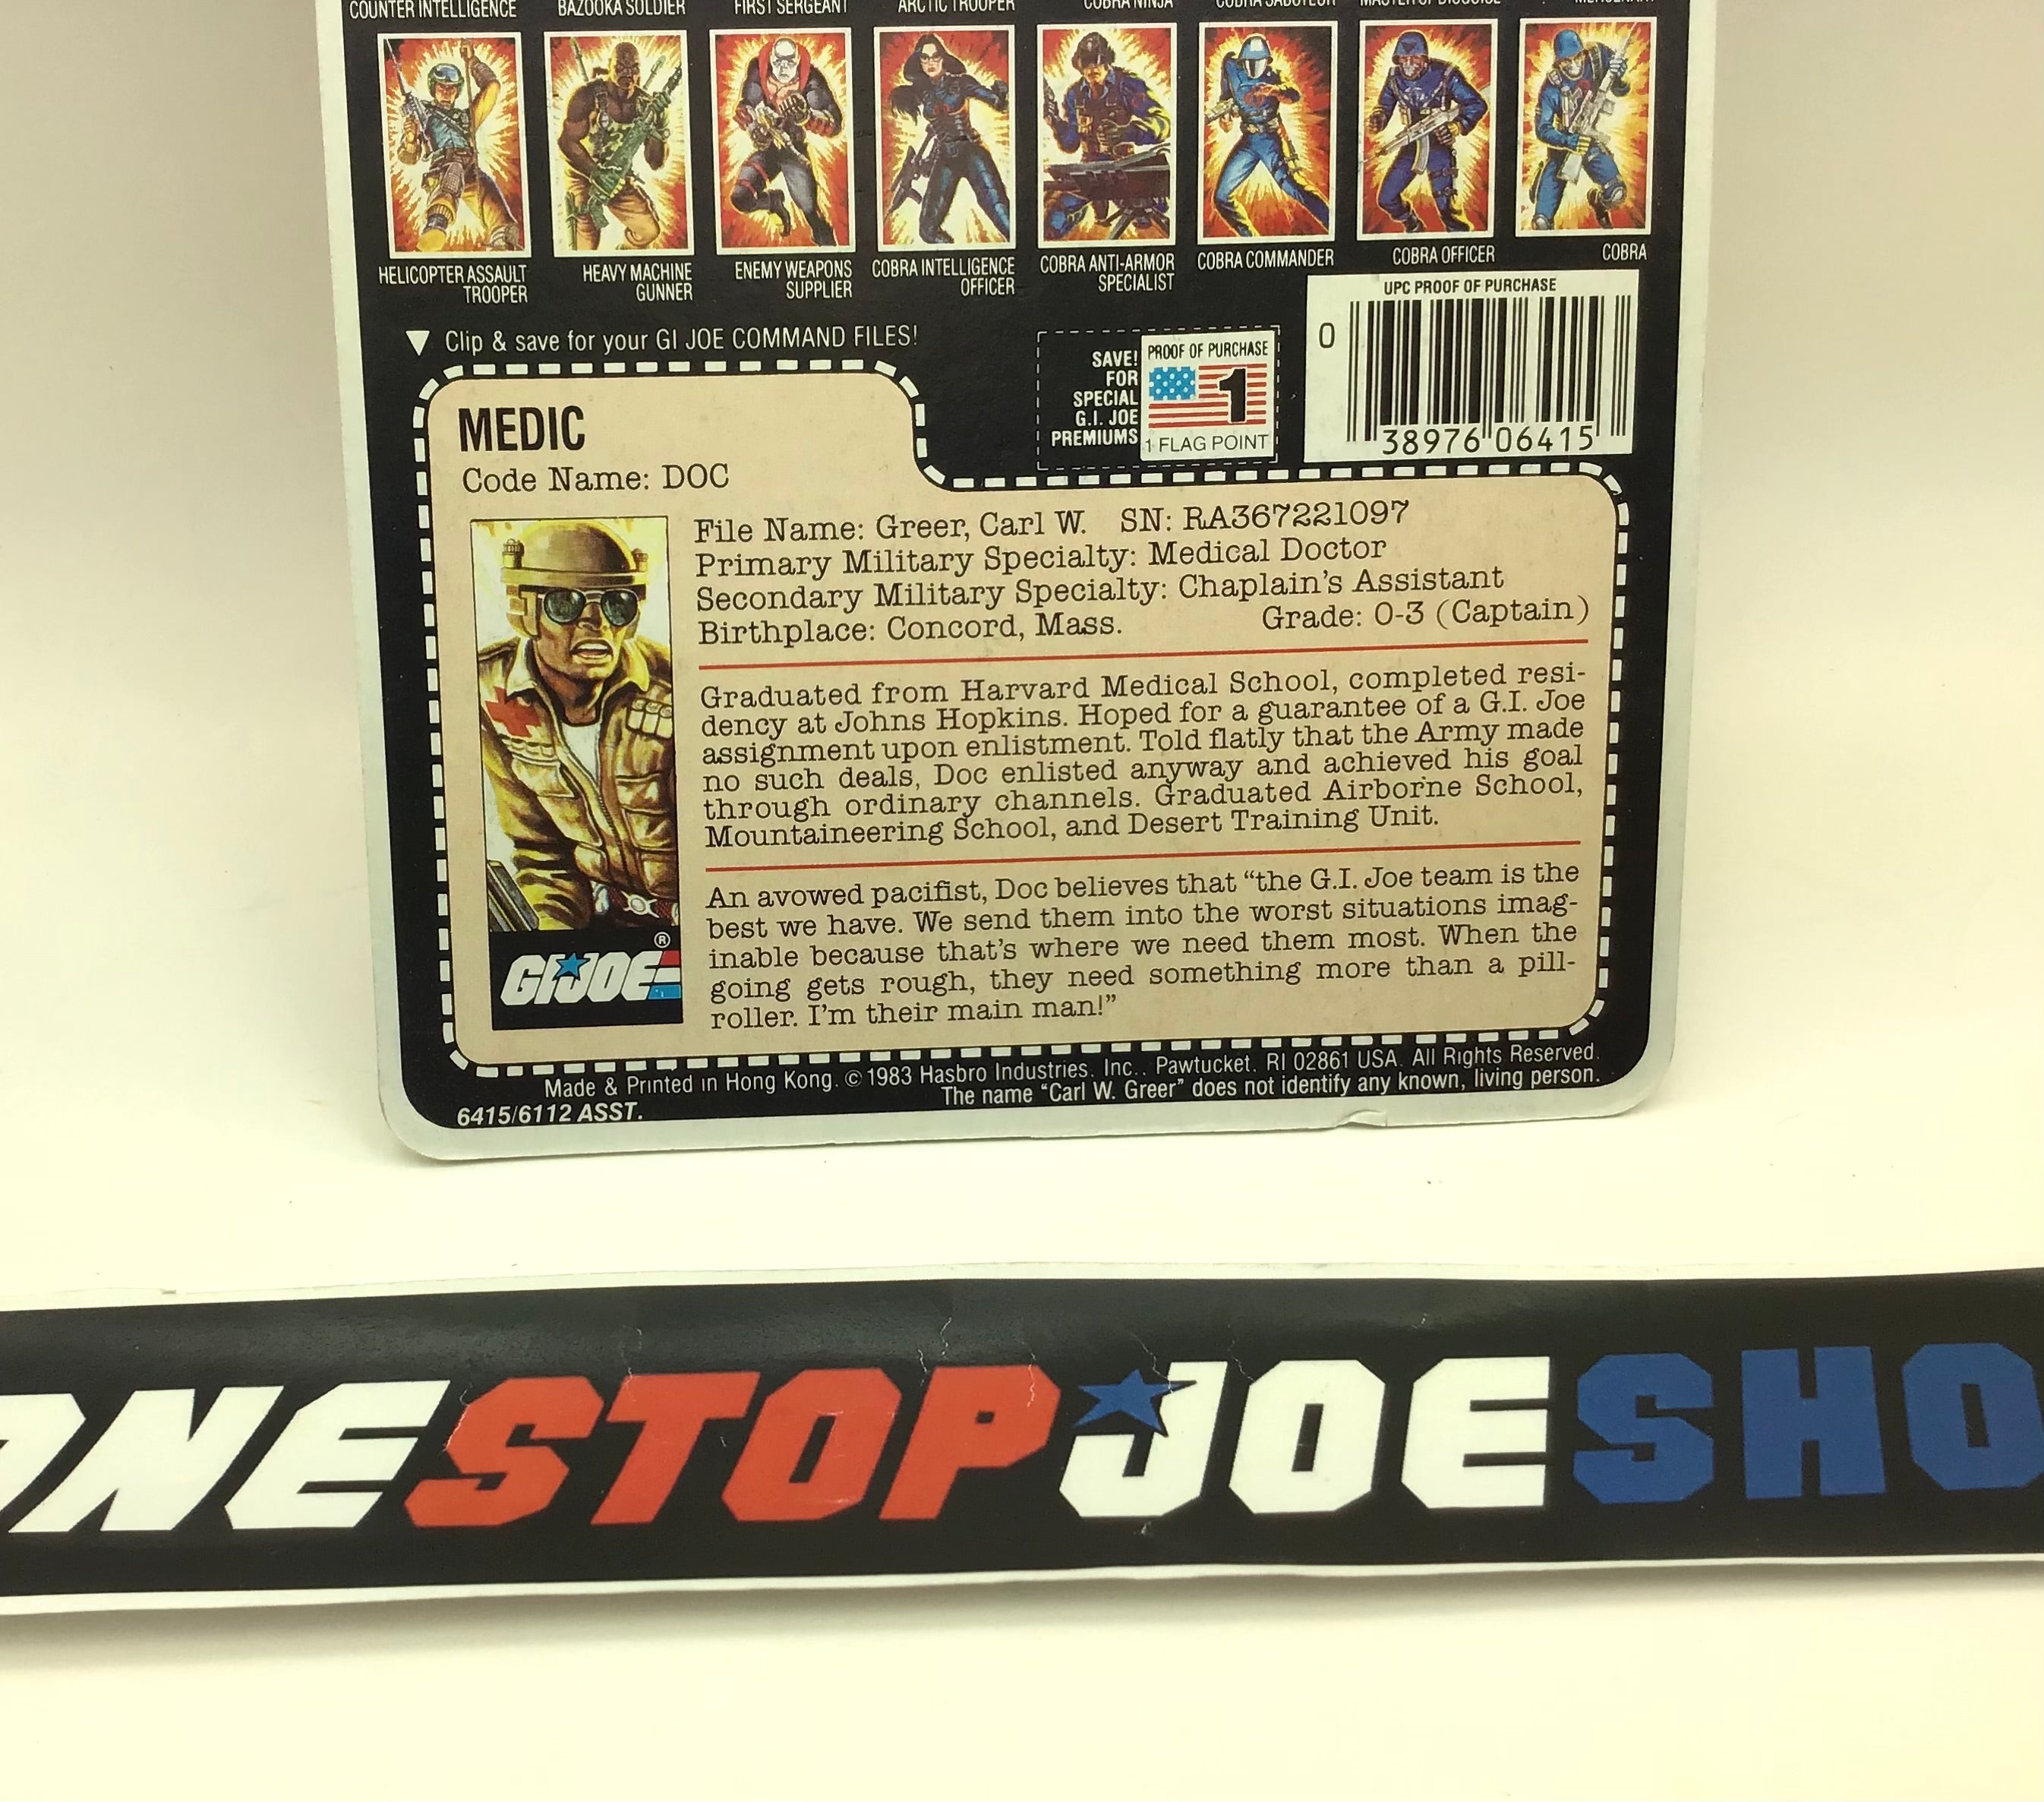 COUNTER INTELLIGENCE
BAZOOKA SOLDIER
FIRST SERGEANT
ARCTIC TROOPER
COBRA NINJA
COBRA SABOTEUR
MASTER OF DISGUISE
MERCENARY
HELICOPTER ASSAULT
TROOPER
HEAVY MACHINE
GUNNER
ENEMY WEAPONS
SUPPLIER
COBRA INTELLIGENCE
OFFICER
COBRA ANTI-ARMOR
SPECIALIST
COBRA COMMANDER
COBRA OFFICER
COBRA
▼ Clip & save for your GI JOE COMMAND FILES!
SAVE!
FOR
SPECIAL
G.I. JOE
PREMIUMS
PROOF OF PURCHASE
1
1 FLAG POINT
UPC PROOF OF PURCHASE
0
38976 06415
MEDIC
Code Name: DOC
File Name: Greer, Carl W. SN: RA367221097
Primary Military Specialty: Medical Doctor
Secondary Military Specialty: Chaplain's Assistant
Birthplace: Concord, Mass. Grade: O-3 (Captain)
Graduated from Harvard Medical School, completed resi-
dency at Johns Hopkins. Hoped for a guarantee of a G.I. Joe
assignment upon enlistment. Told flatly that the Army made
no such deals, Doc enlisted anyway and achieved his goal
through ordinary channels. Graduated Airborne School,
Mountaineering School, and Desert Training Unit.
An avowed pacifist, Doc believes that “the G.I. Joe team is the
best we have. We send them into the worst situations imag-
inable because that's where we need them most. When the
going gets rough, they need something more than a pill-
roller. I'm their main man!”
GI JOE ®
Made & Printed in Hong Kong. © 1983 Hasbro Industries, Inc., Pawtucket, RI 02861 USA. All Rights Reserved.
The name “Carl W. Greer” does not identify any known, living person.
6415/6112 ASST.
ONESTOPJOESHO